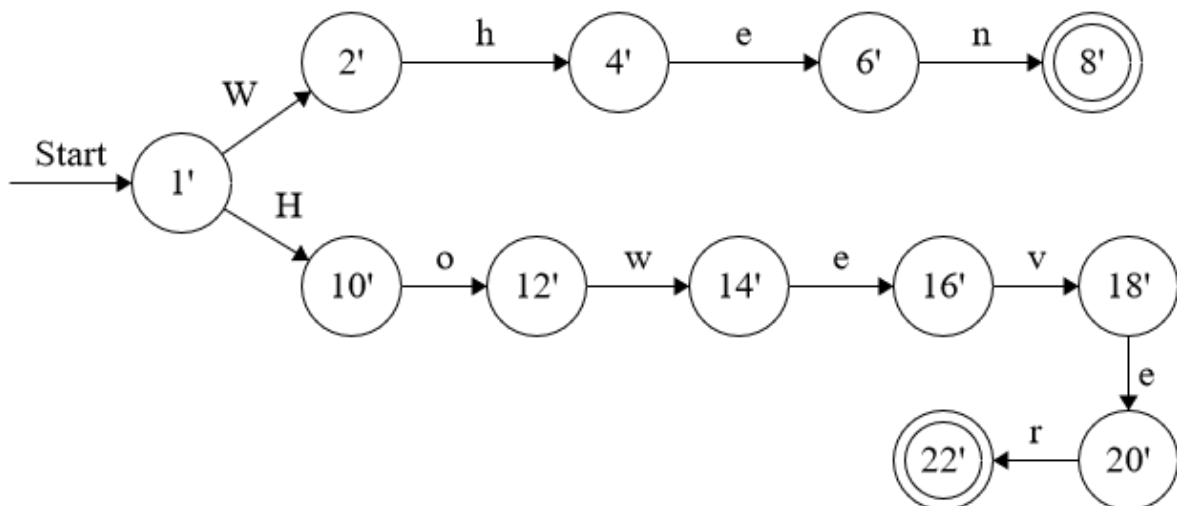 h e n
2' 4' 6' 8'
W
Start
1'
H
o w e v
10' 12' 14' 16' 18'
e
r
22' 20'